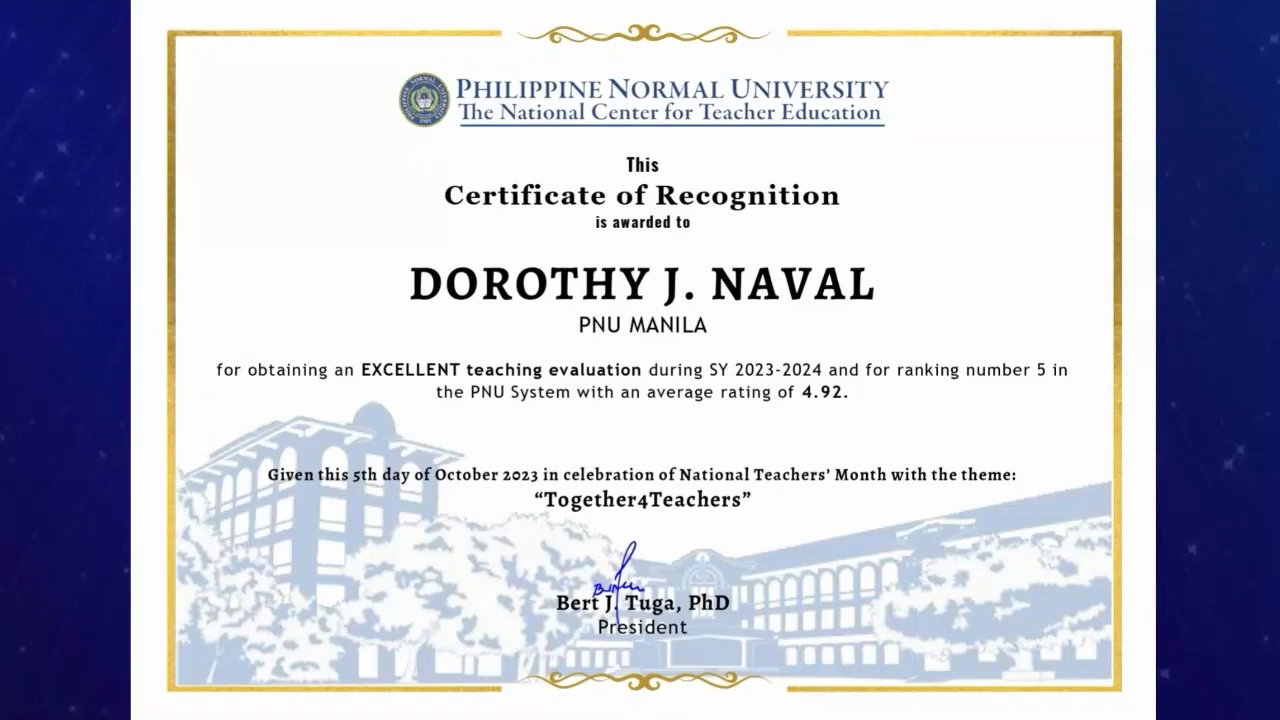 PHILIPPINE NORMAL UNIVERSITY
The National Center for Teacher Education
This
Certificate of Recognition
is awarded to
DOROTHY J. NAVAL
PNU MANILA
for obtaining an EXCELLENT teaching evaluation during SY 2023-2024 and for ranking number 5 in
the PNU System with an average rating of 4.92.
Given this 5th day of October 2023 in celebration of National Teachers’ Month with the theme:
“Together4Teachers”
Bert J. Tuga, PhD
President